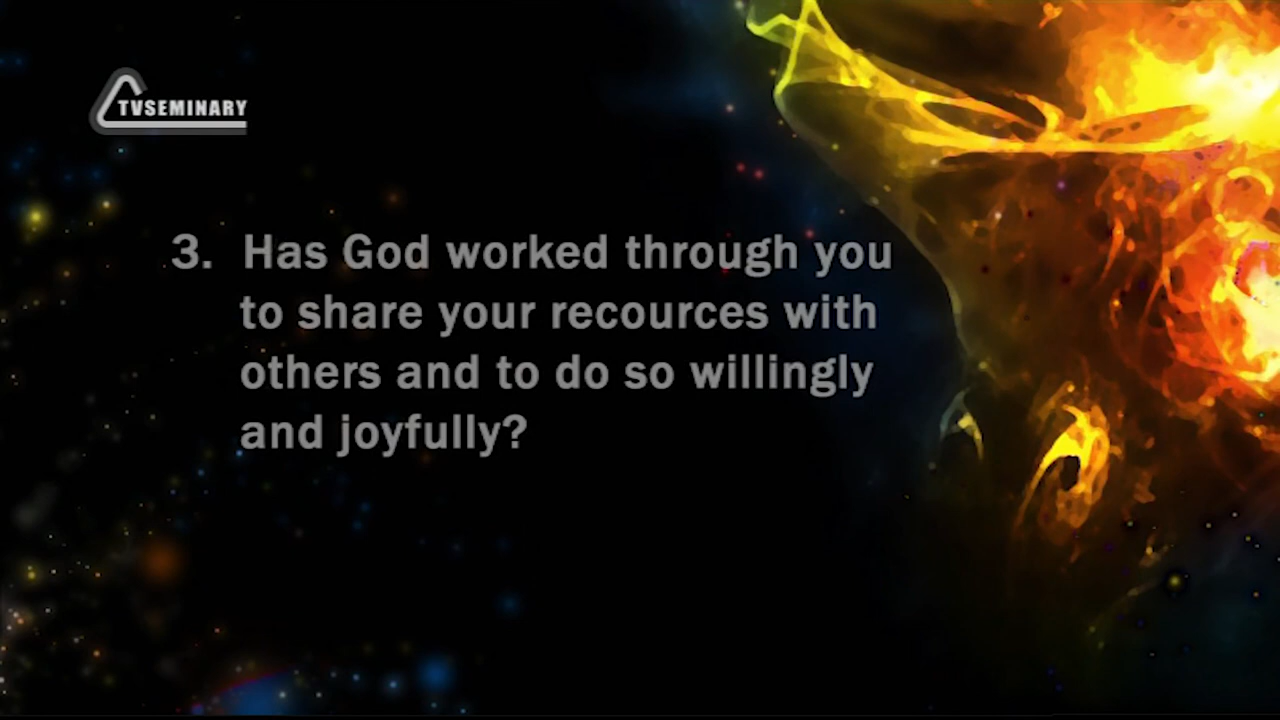 TVSEMINARY
3. Has God worked through you
to share your recources with
others and to do so willingly
and joyfully?